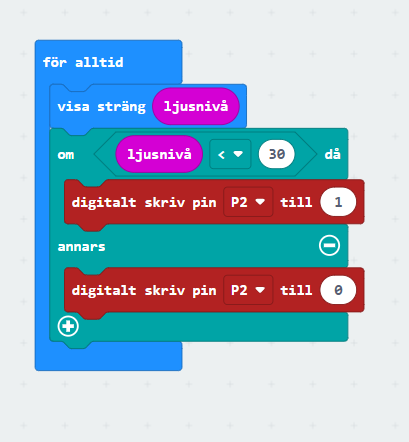 för alltid
visa sträng ljusnivå
om ljusnivå < 30 då
digitalt skriv pin P2 till 1
annars
digitalt skriv pin P2 till 0